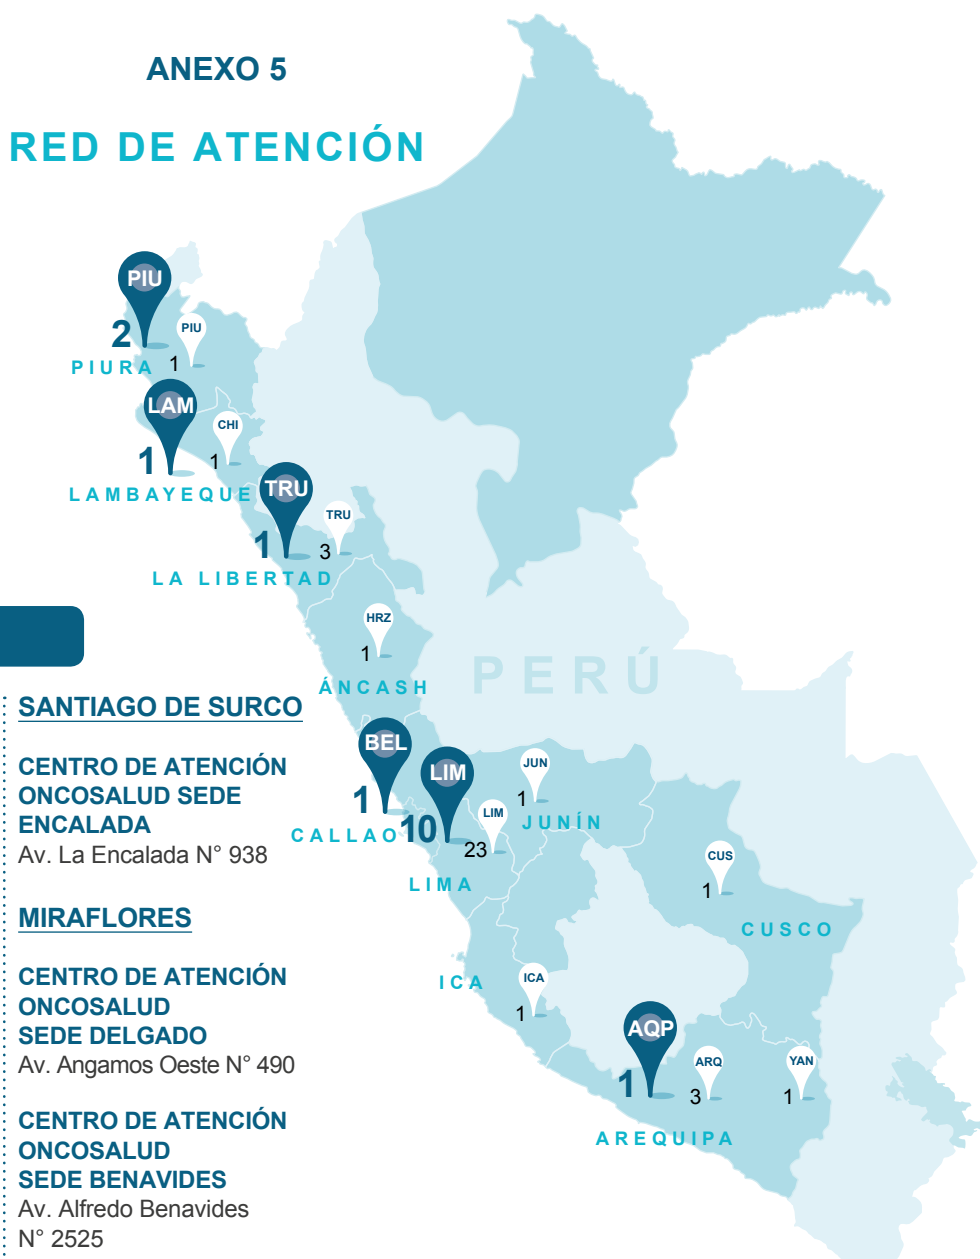 ANEXO 5
RED DE ATENCIÓN
PIU
2
PIURA
PIU
1
LAM
1
LAMBAYEQUE
CHI
1
TRU
1
LA LIBERTAD
TRU
3
HRZ
1
ÁNCASH
PERÚ
BEL
1
CALLAO
LIM
10
LIMA
LIM
23
JUN
1
JUNÍN
CUS
1
CUSCO
ICA
ICA
1
AQP
1
AREQUIPA
ARQ
3
YAN
1
SANTIAGO DE SURCO
CENTRO DE ATENCIÓN
ONCOSALUD SEDE
ENCALADA
Av. La Encalada N° 938
MIRAFLORES
CENTRO DE ATENCIÓN
ONCOSALUD
SEDE DELGADO
Av. Angamos Oeste N° 490
CENTRO DE ATENCIÓN
ONCOSALUD
SEDE BENAVIDES
Av. Alfredo Benavides
N° 2525